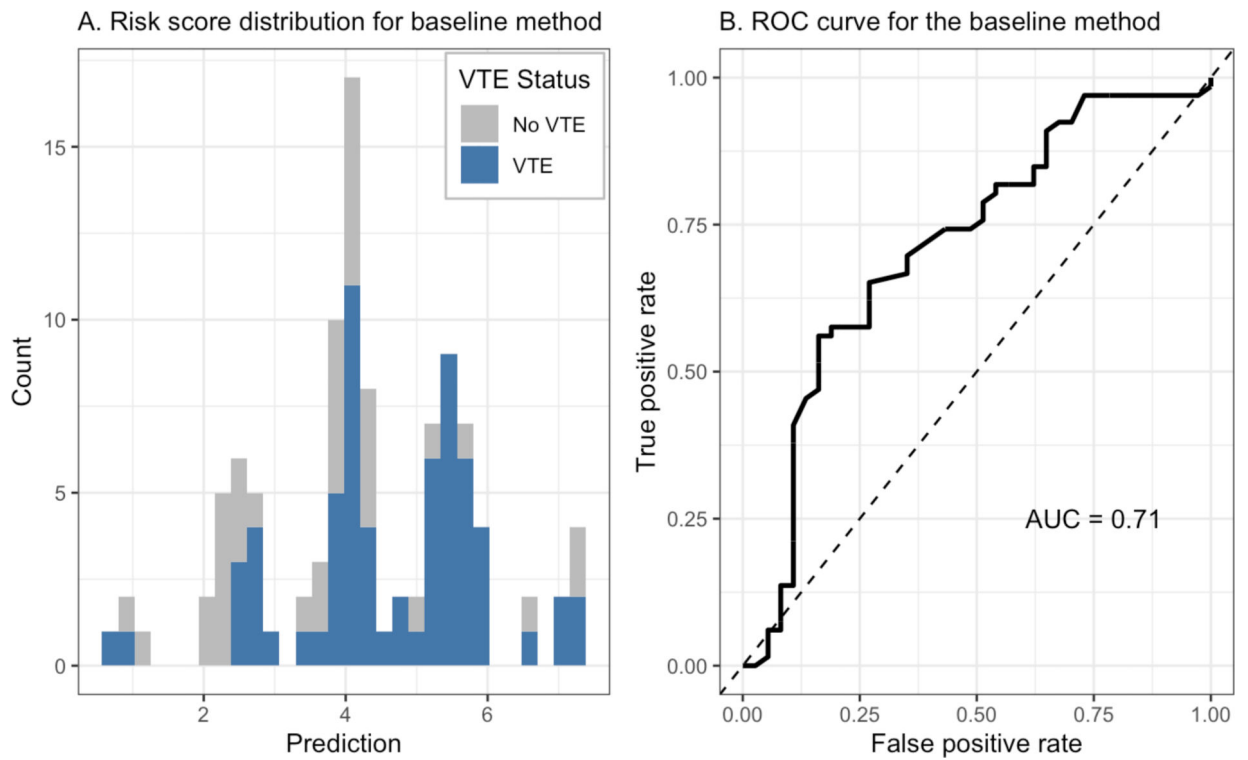 A. Risk score distribution for baseline method
VTE Status
No VTE
VTE
15
10
5
0
Count
2
4
6
Prediction
B. ROC curve for the baseline method
1.00
0.75
0.50
0.25
0.00
True positive rate
AUC = 0.71
0.00
0.25
0.50
0.75
1.00
False positive rate